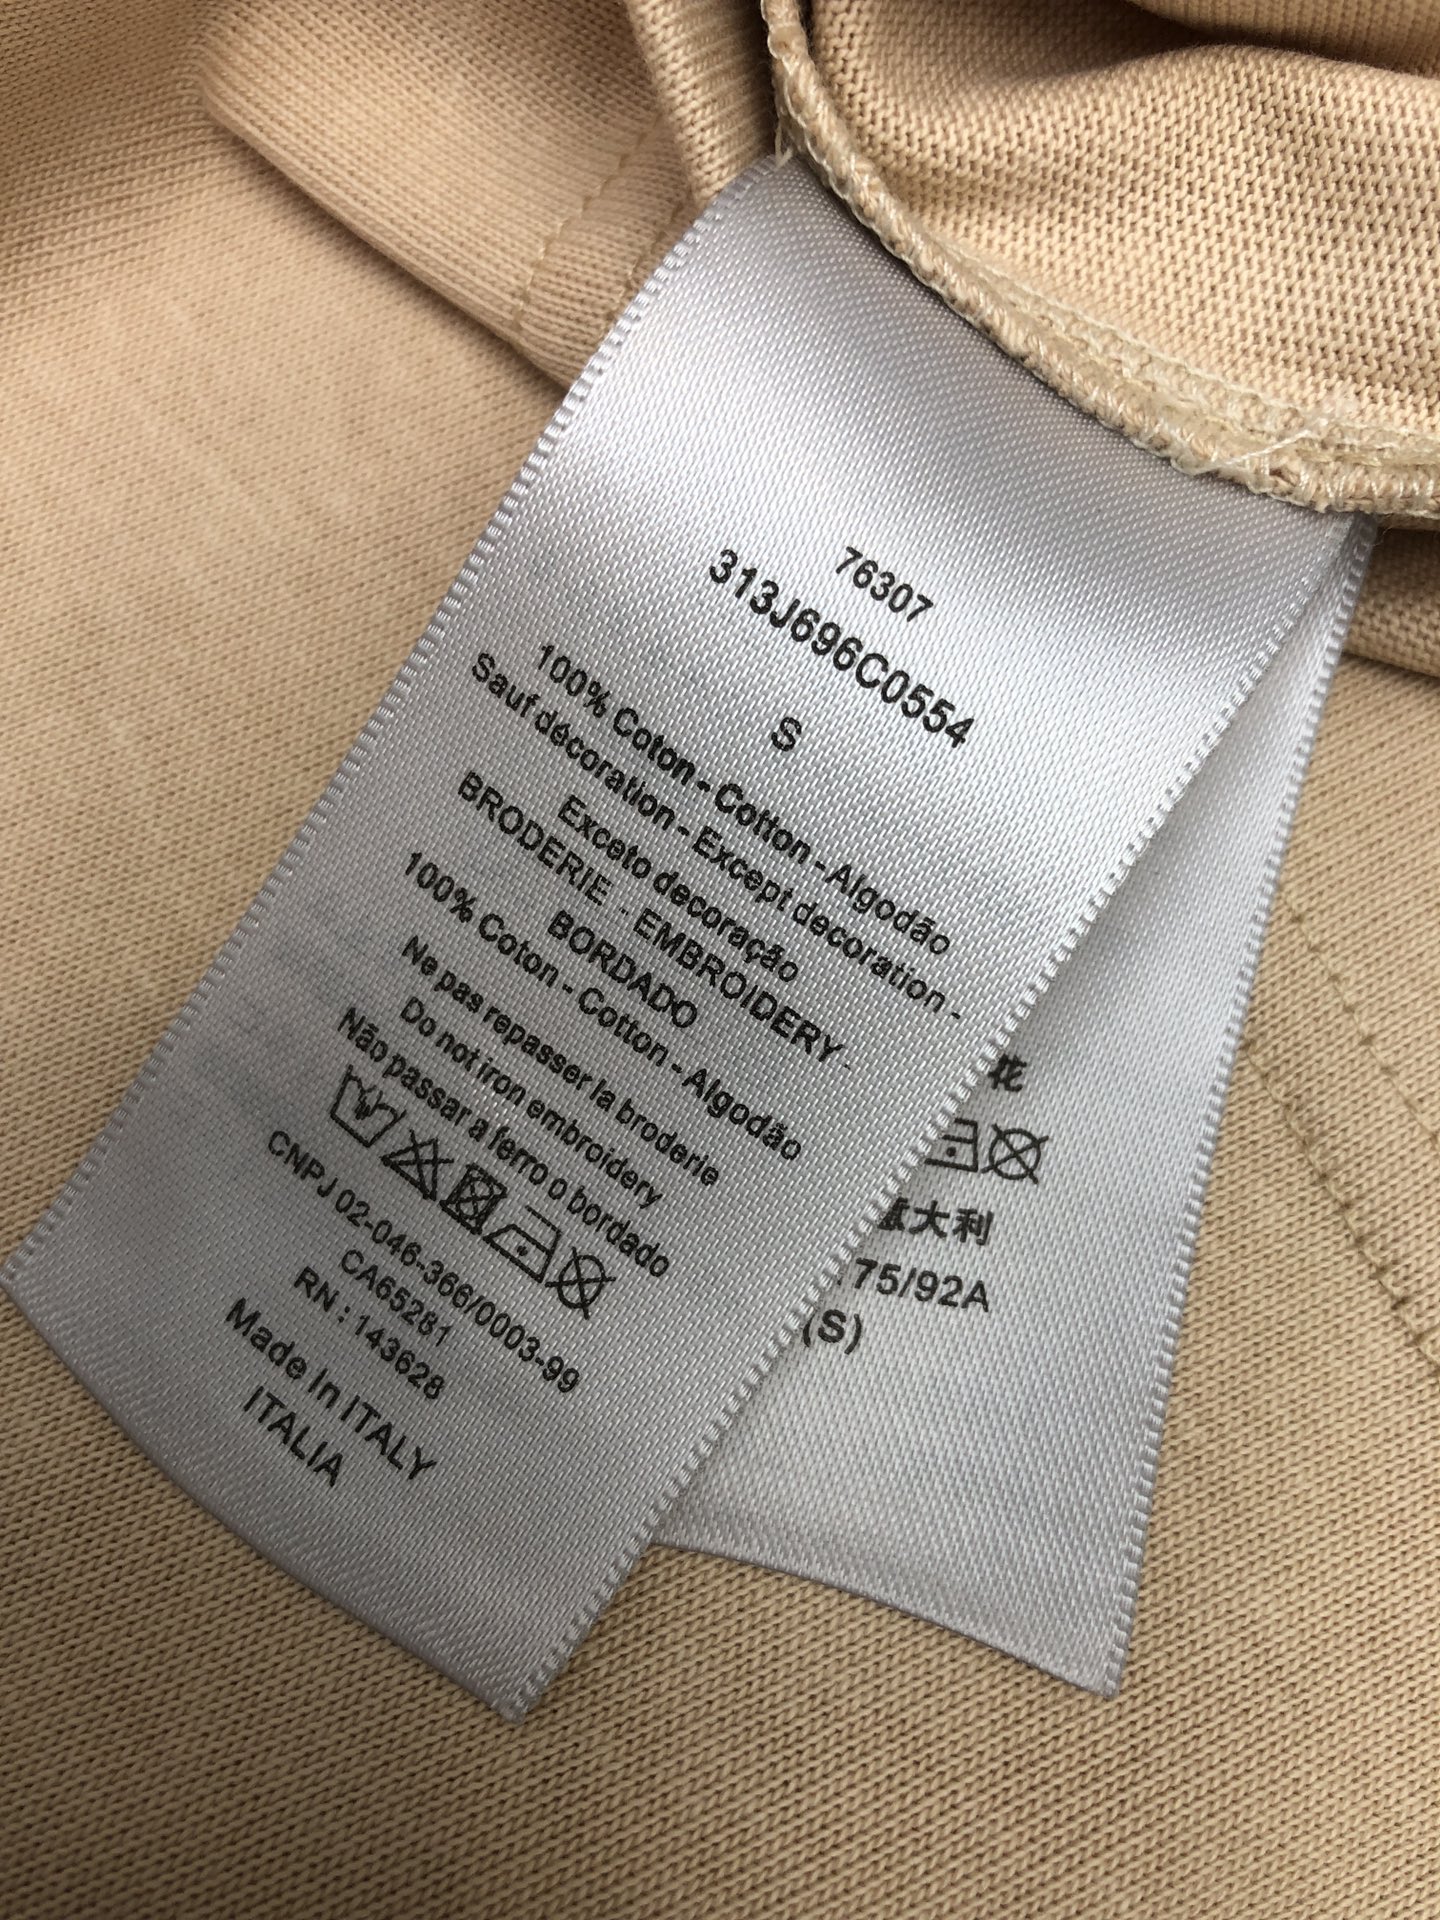 76307
313J696C0554
S
100% Coton - Cotton - Algodão
Sauf décoration - Except decoration -
Exceto decoração
BRODERIE - EMBROIDERY -
BORDADO
100% Coton - Cotton - Algodão
Ne pas repasser la broderie
Do not iron embroidery
Não passar a ferro o bordado
CNPJ 02-046-366/0003-99
CA65281
RN : 143628
Made In ITALY
ITALIA
花
意大利
175/92A
(S)